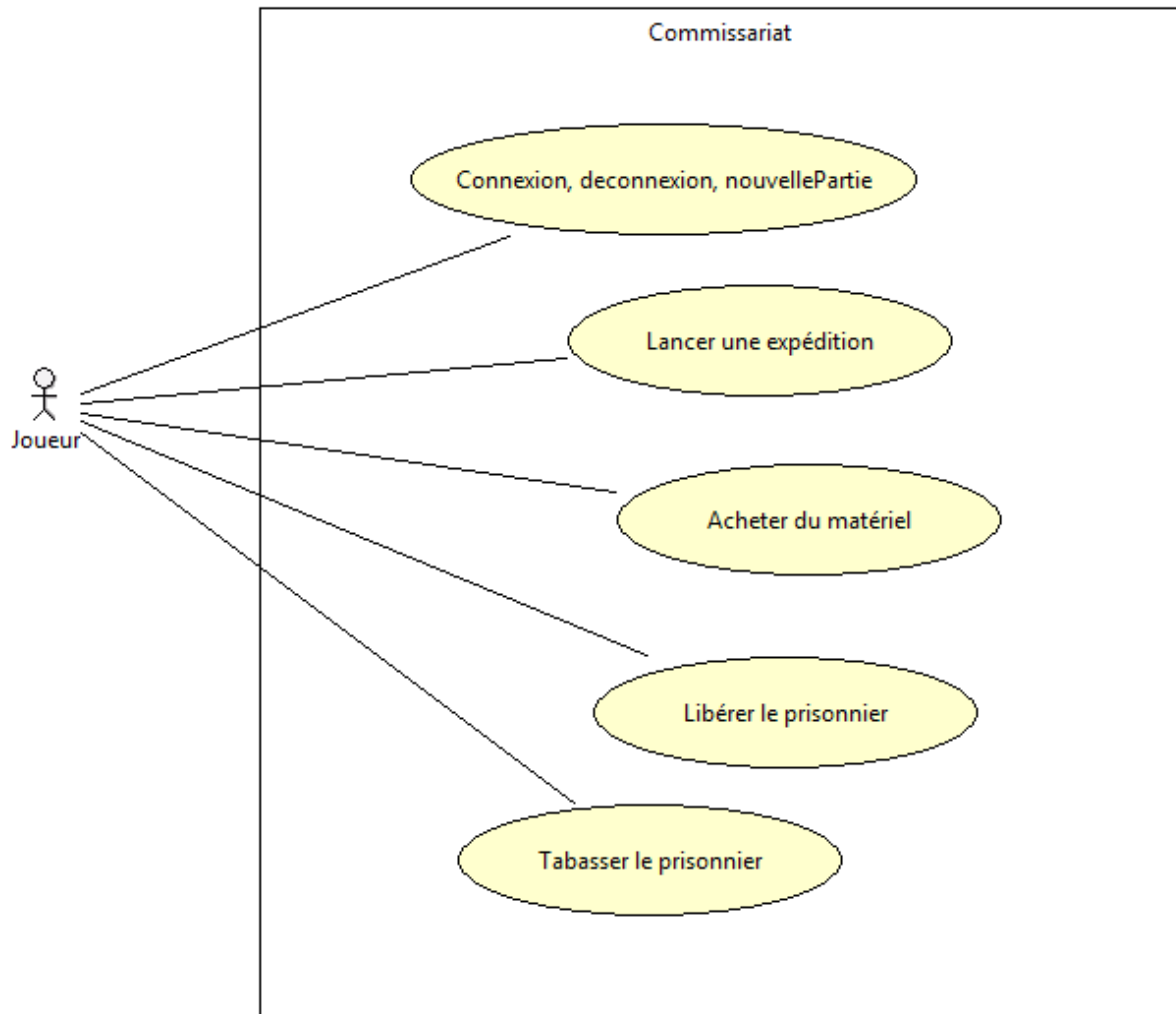 Commissariat
Connexion, deconnexion, nouvellePartie
Lancer une expédition
Joueur
Acheter du matériel
Libérer le prisonnier
Tabasser le prisonnier